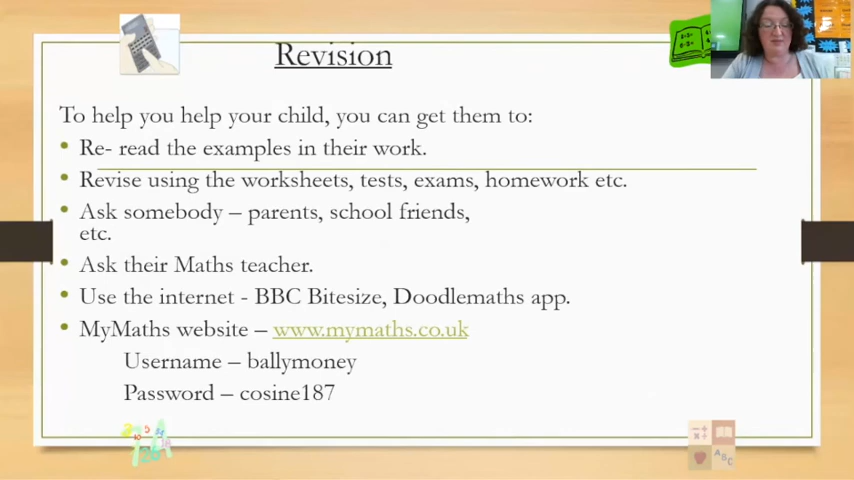 Revision
To help you help your child, you can get them to:
• Re- read the examples in their work.
• Revise using the worksheets, tests, exams, homework etc.
• Ask somebody – parents, school friends,
etc.
• Ask their Maths teacher.
• Use the internet - BBC Bitesize, Doodlemaths app.
• MyMaths website – www.mymaths.co.uk
Username – ballymoney
Password – cosine187
A B C